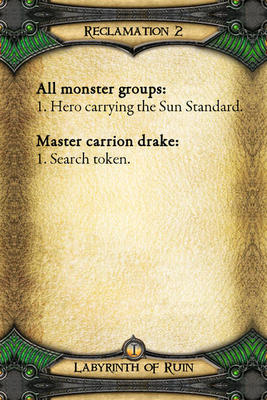 Reclamation 2
All monster groups:
1. Hero carrying the Sun Standard.
Master carrion drake:
1. Search token.
I
Labyrinth of Ruin